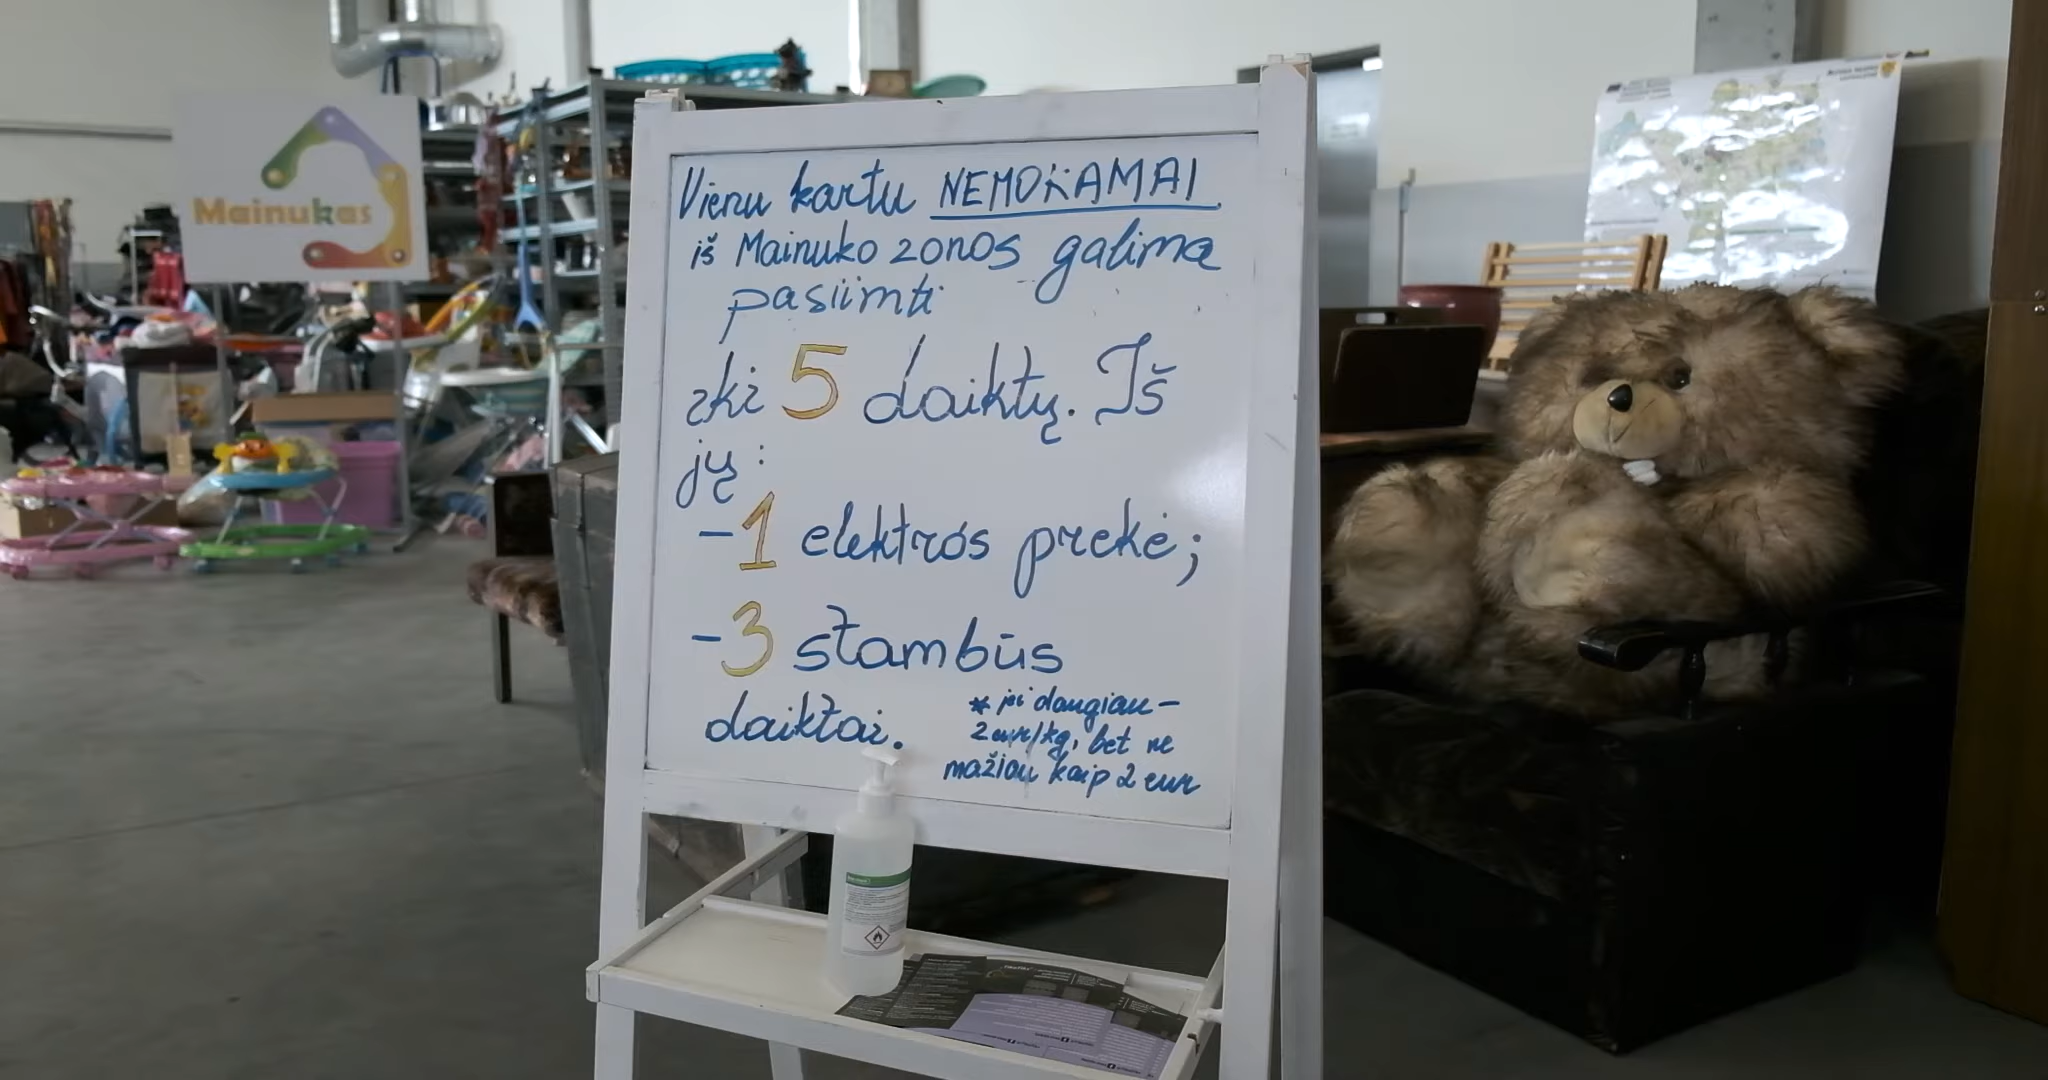 Mainukas
Vienu kartu NEMOKAMAI
iš Mainuko zonos galima
pasiimti
iki 5 daiktų. Iš
jų:
-1 elektros prekė;
-3 stambūs
daiktai.
* jei daugiau -
2 eur/kg, bet ne
mažiau kaip 2 eur